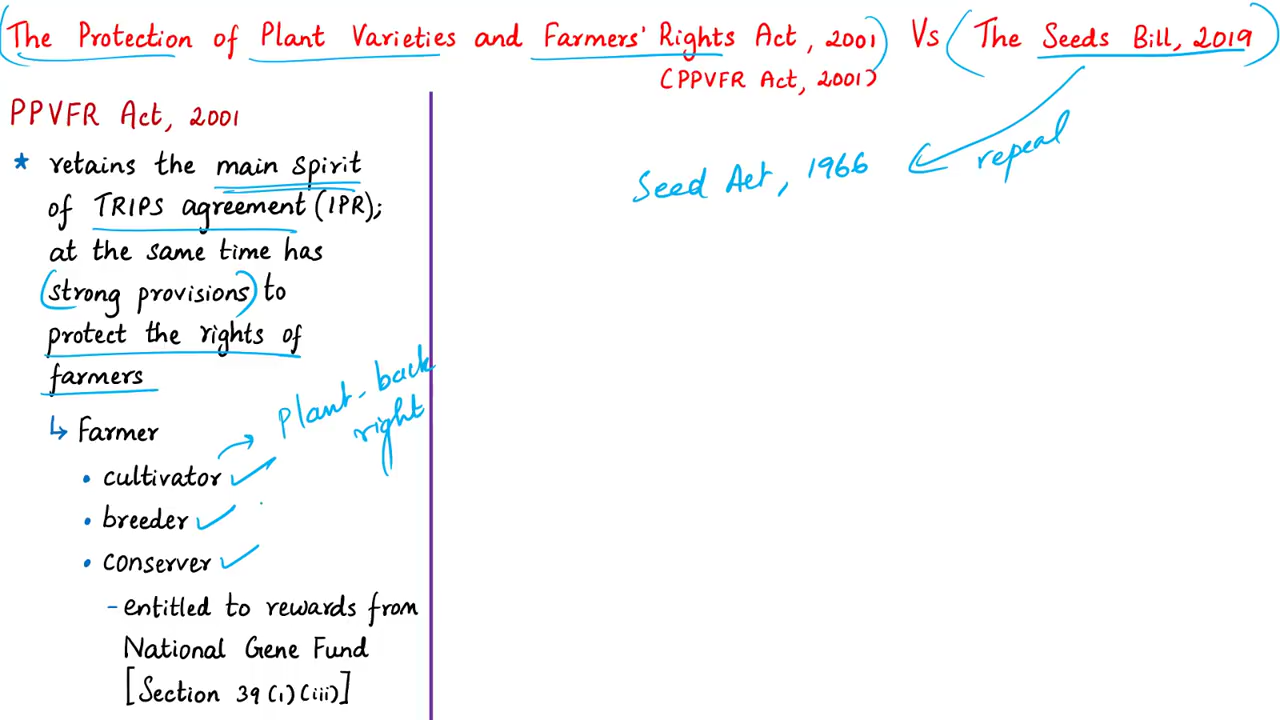 The Protection of Plant Varieties and Farmers' Rights Act, 2001 Vs The Seeds Bill, 2019
(PPVFR Act, 2001)
PPVFR Act, 2001
* retains the main spirit
of TRIPS agreement (IPR);
at the same time has
(strong provisions) to
protect the rights of
farmers
↳ Farmer
• cultivator
• breeder
• conserver
- entitled to rewards from
National Gene Fund
[Section 39(1)(iii)]
Plant-back
right
Seed Act, 1966
repeal